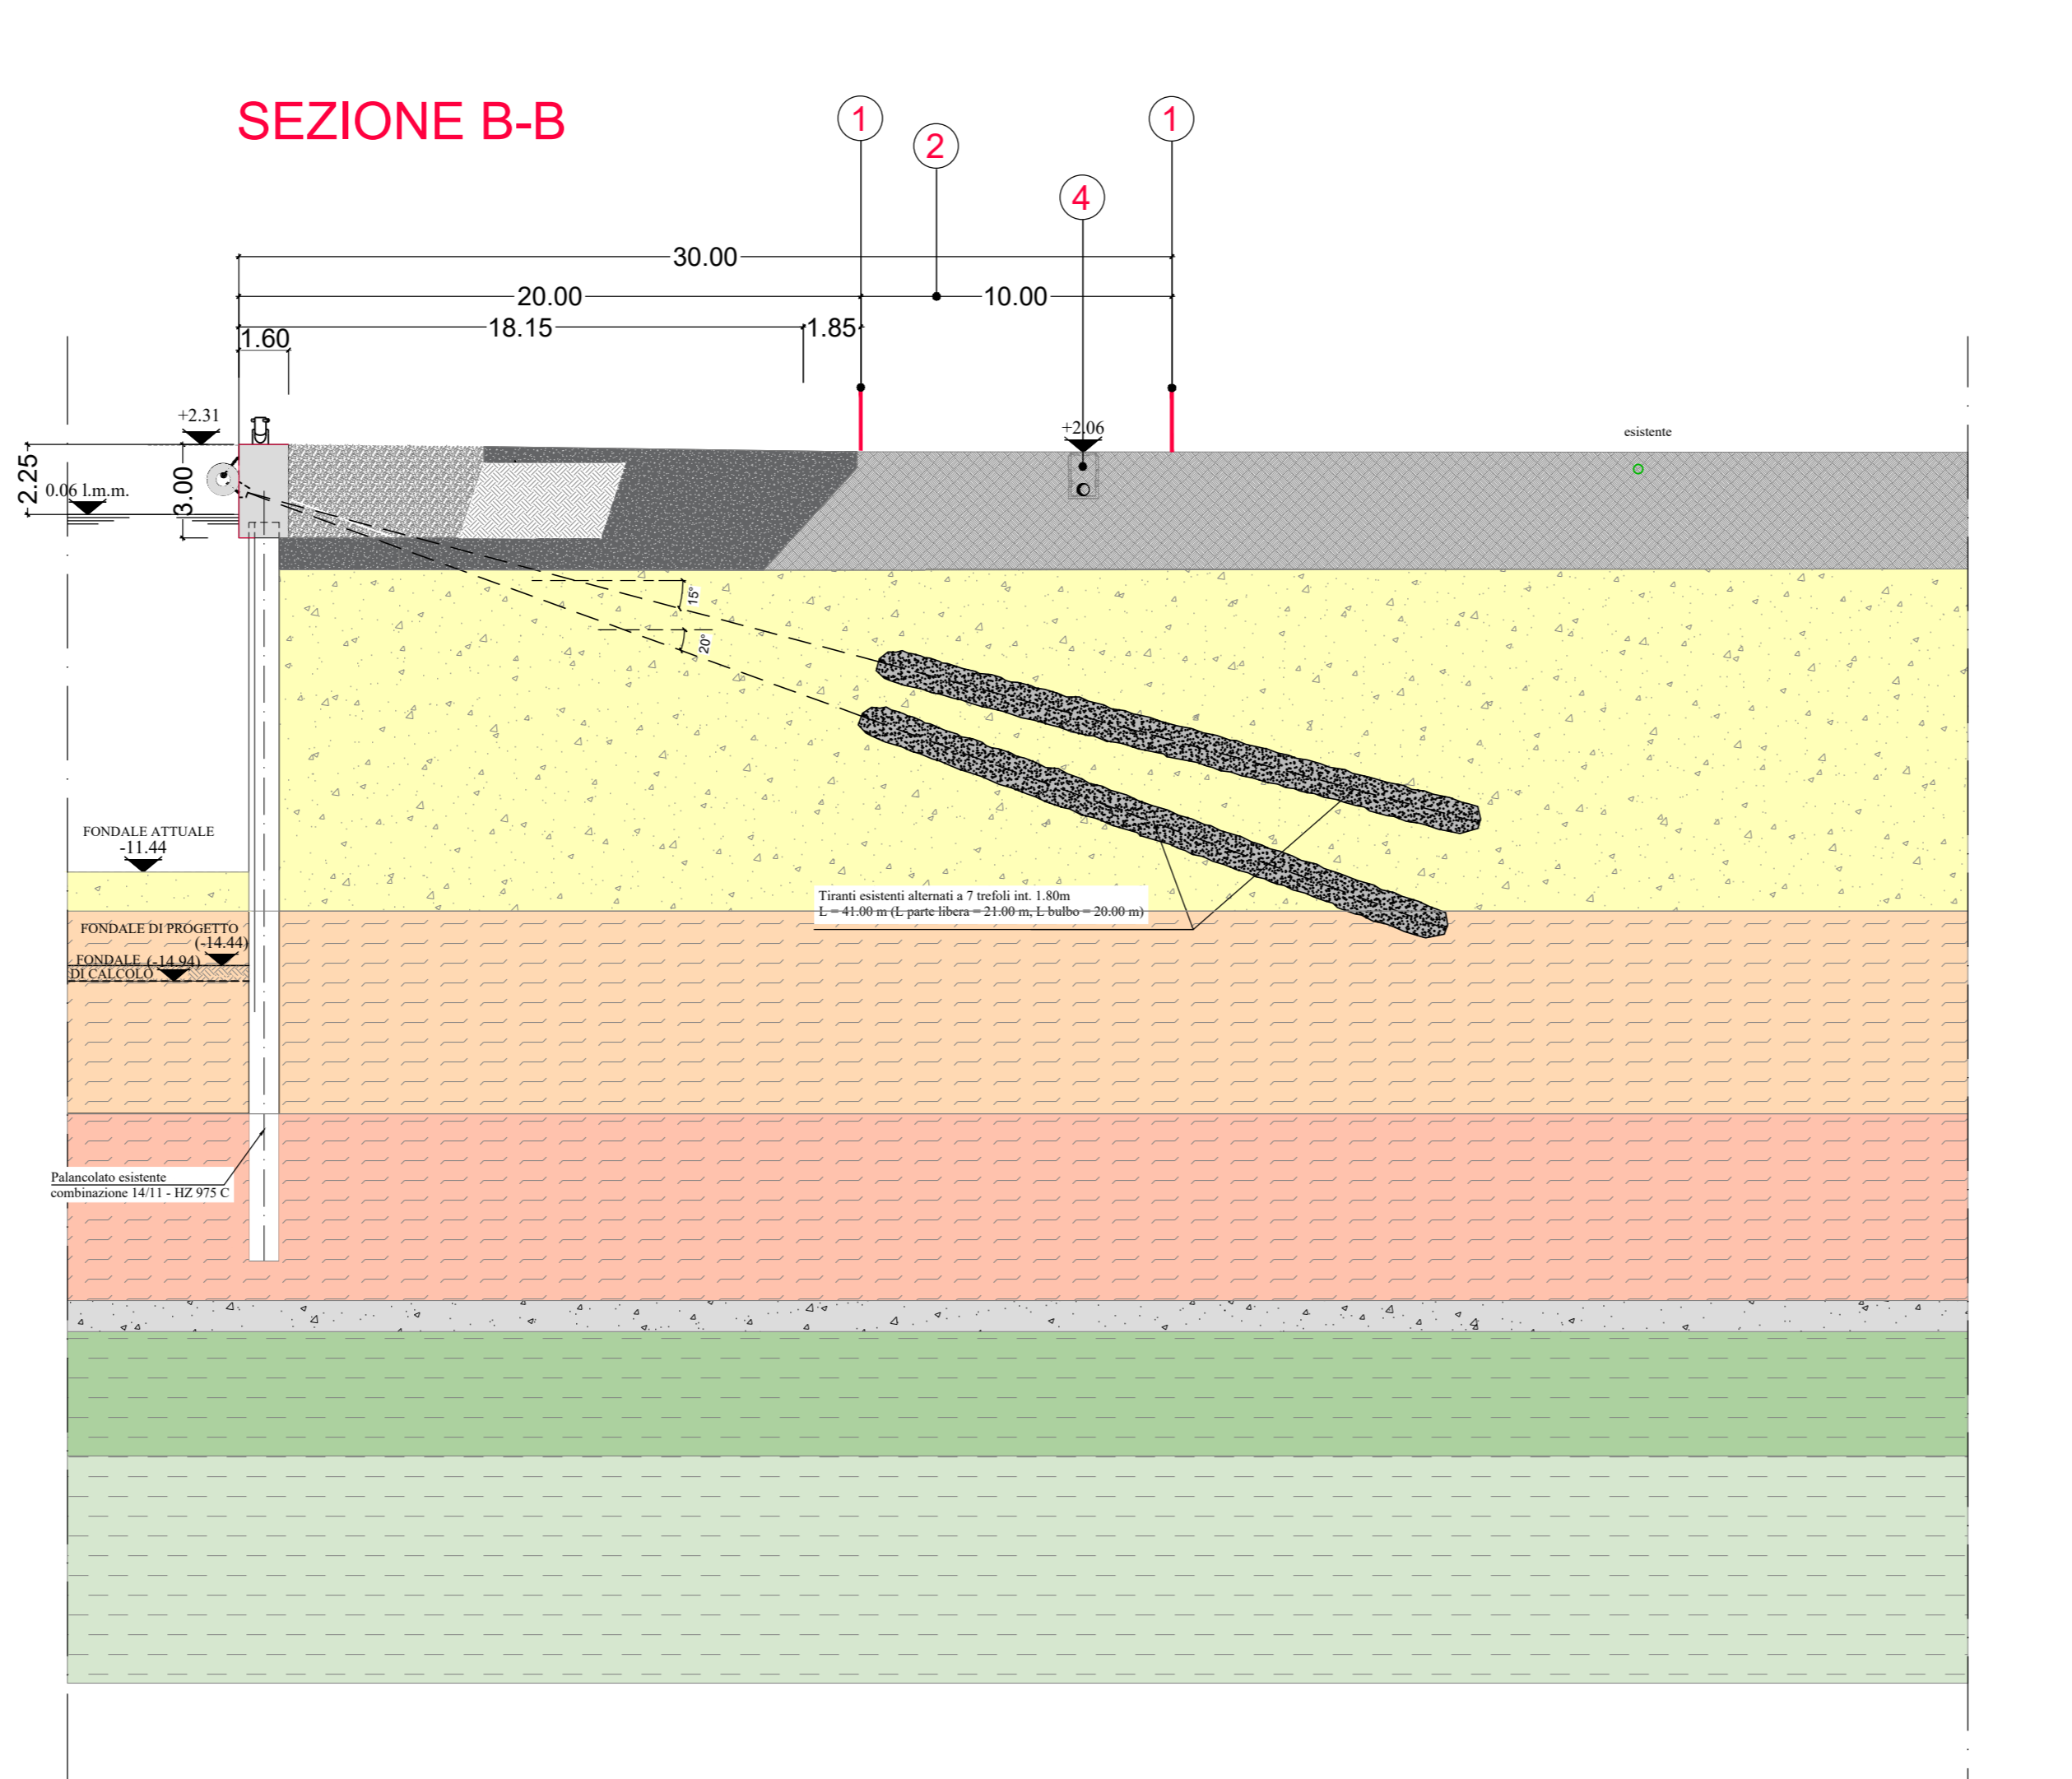 SEZIONE B-B
1
1
2
4
30.00
20.00
10.00
18.15
1.85
1.60
+2.31
+2.06
esistente
2.25
3.00
0.06 l.m.m.
15°
20°
FONDALE ATTUALE
-11.44
Tiranti esistenti alternati a 7 trefoli int. 1.80m
L = 41.00 m (L parte libera = 21.00 m, L bulbo = 20.00 m)
FONDALE DI PROGETTO
(-14.44)
FONDALE (-14.94)
DI CALCOLO
Palancolato esistente
combinazione 14/11 - HZ 975 C